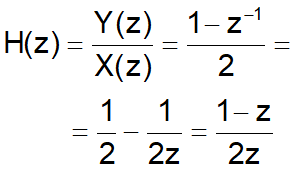 H(z) = Y(z)/X(z) = (1 − z⁻¹)/2 =
= 1/2 − 1/(2z) = (1 − z)/(2z)